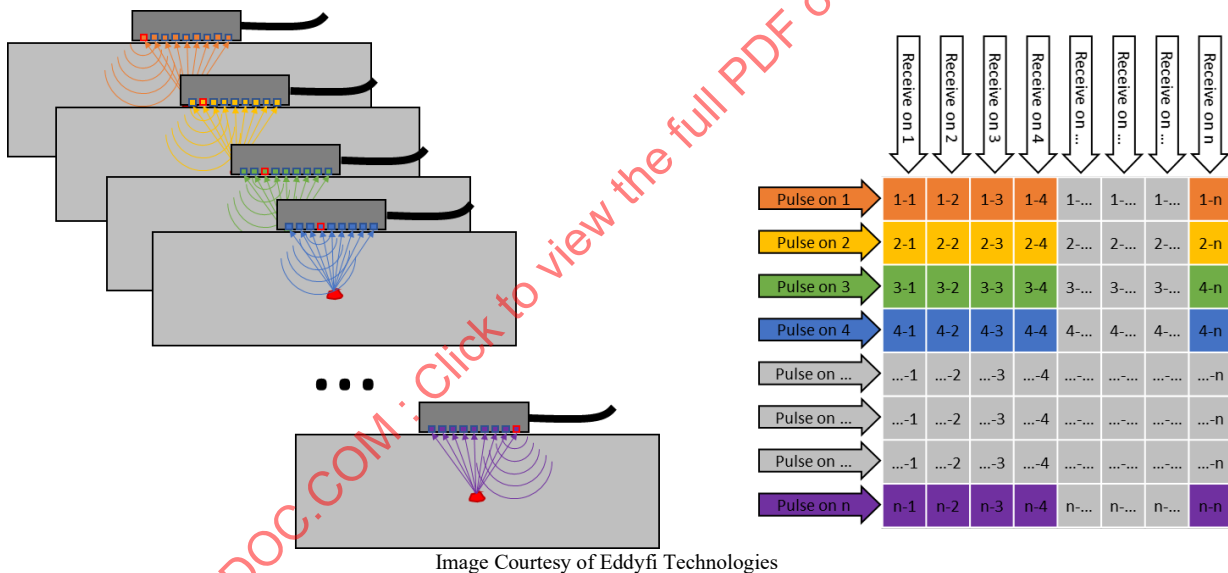 Receive on 1
Receive on 2
Receive on 3
Receive on 4
Receive on ...
Receive on ...
Receive on ...
Receive on n
Pulse on 1 1-1 1-2 1-3 1-4 1-... 1-... 1-... 1-n
Pulse on 2 2-1 2-2 2-3 2-4 2-... 2-... 2-... 2-n
Pulse on 3 3-1 3-2 3-3 3-4 3-... 3-... 3-... 4-n
Pulse on 4 4-1 4-2 4-3 4-4 4-... 4-... 4-... 4-n
Pulse on ... ...-1 ...-2 ...-3 ...-4 ...-... ...-... ...-... ...-n
Pulse on ... ...-1 ...-2 ...-3 ...-4 ...-... ...-... ...-... ...-n
Pulse on ... ...-1 ...-2 ...-3 ...-4 ...-... ...-... ...-... ...-n
Pulse on n n-1 n-2 n-3 n-4 n-... n-... n-... n-n
...
DOC.COM : Click to view the full PDF o
Image Courtesy of Eddyfi Technologies